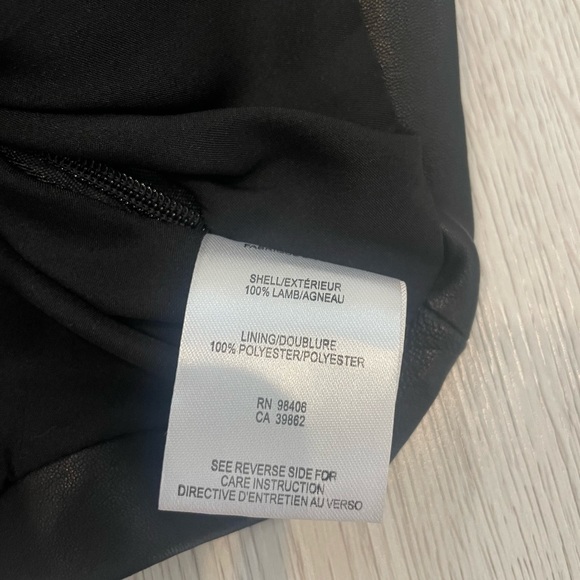 SHELL/EXTÉRIEUR
100% LAMB/AGNEAU
LINING/DOUBLURE
100% POLYESTER/POLYESTER
RN 98406
CA 39862
SEE REVERSE SIDE FOR
CARE INSTRUCTION
DIRECTIVE D'ENTRETIEN AU VERSO